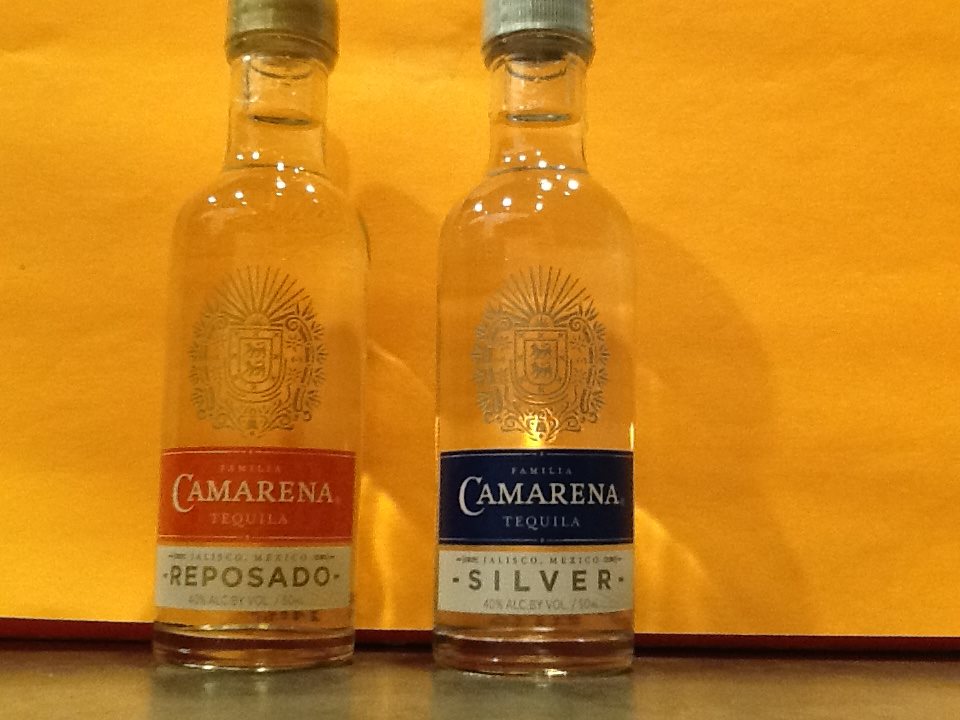 FAMILIA
CAMARENA
TEQUILA
JALISCO, MEXICO
-REPOSADO-
40% ALC.BY VOL. / 50mL
FAMILIA
CAMARENA®
TEQUILA
JALISCO, MEXICO
-SILVER-
40% ALC.BY VOL. / 50mL